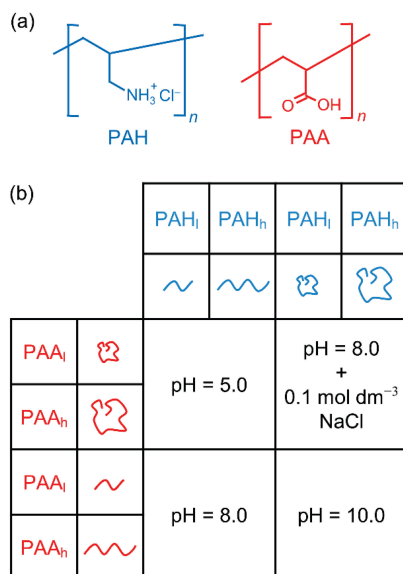 (a)
NH₃⁺ Cl⁻
n
PAH
O OH
n
PAA
(b)
PAHₗ PAHₕ PAHₗ PAHₕ
PAAₗ
PAAₕ
pH = 5.0
pH = 8.0
+
0.1 mol dm⁻³
NaCl
PAAₗ
PAAₕ
pH = 8.0
pH = 10.0